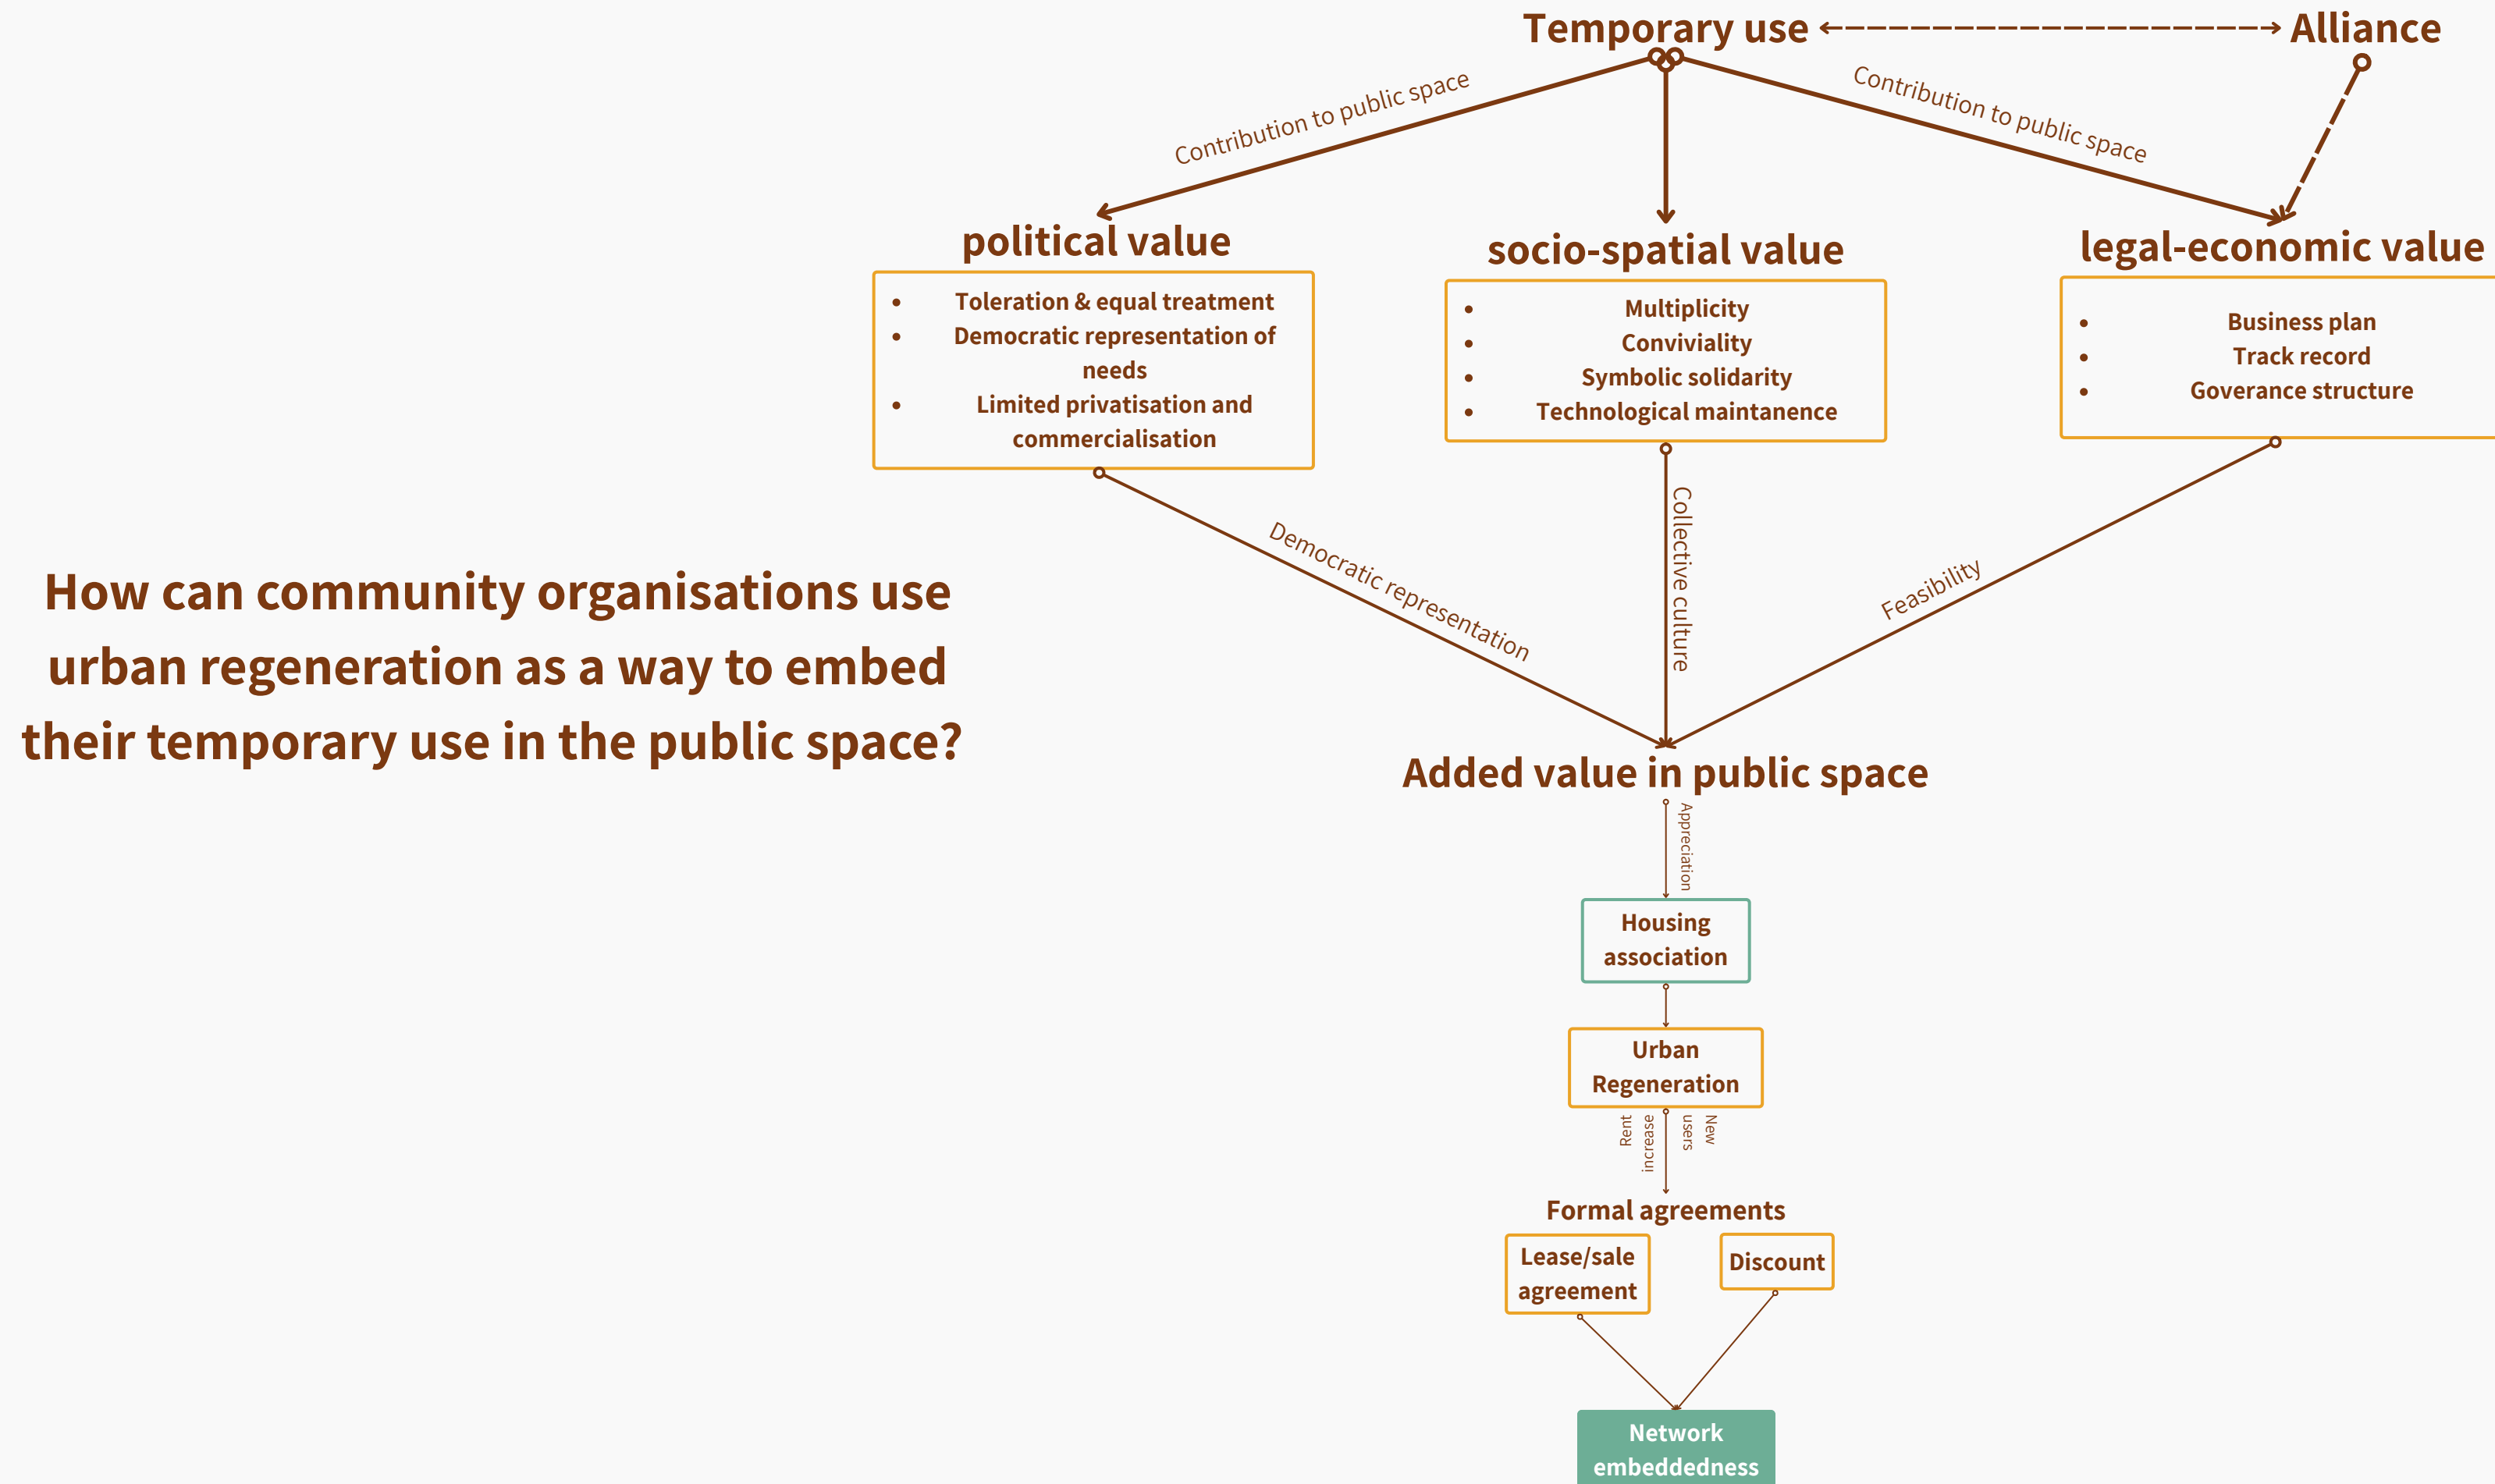 Temporary use
Alliance
Contribution to public space
Contribution to public space
political value
socio-spatial value
legal-economic value
• Toleration & equal treatment
• Democratic representation of
needs
• Limited privatisation and
commercialisation
• Multiplicity
• Conviviality
• Symbolic solidarity
• Technological maintanence
• Business plan
• Track record
• Goverance structure
Democratic representation
Collective culture
Feasibility
How can community organisations use
urban regeneration as a way to embed
their temporary use in the public space?
Added value in public space
Appreciation
Housing
association
Urban
Regeneration
Rent
increase
New
users
Formal agreements
Lease/sale
agreement
Discount
Network
embeddedness